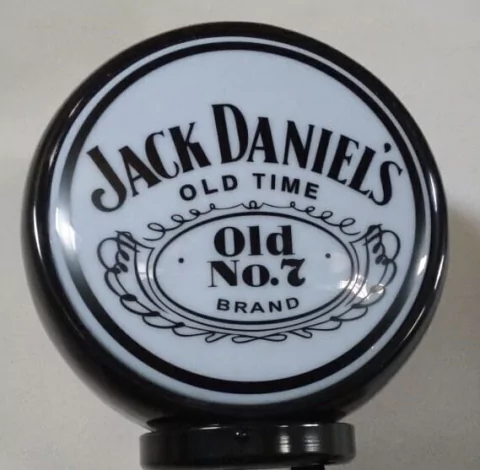 JACK DANIEL'S
OLD TIME
Old
No.7
BRAND